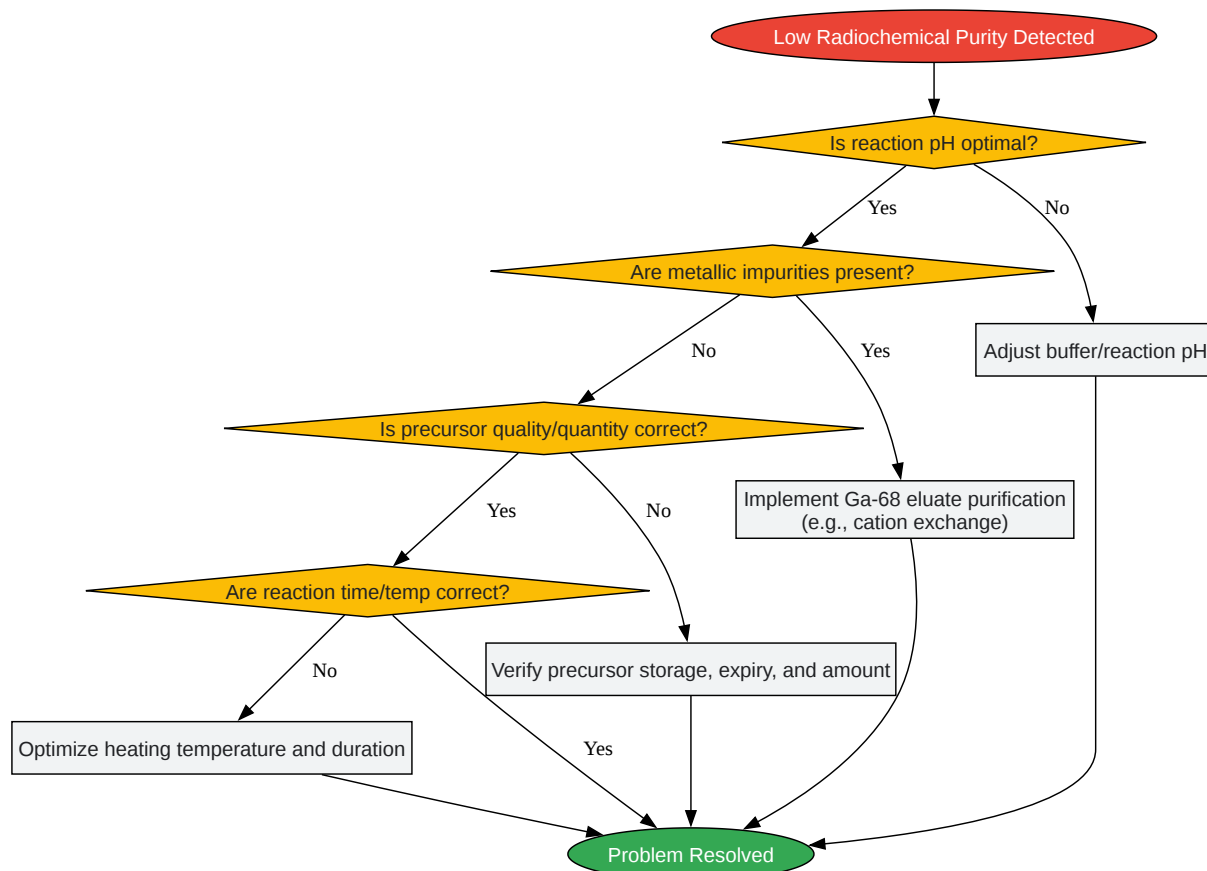 Low Radiochemical Purity Detected
Is reaction pH optimal?
Yes
No
Are metallic impurities present?
No
Yes
Adjust buffer/reaction pH
Is precursor quality/quantity correct?
Yes
No
Implement Ga-68 eluate purification
(e.g., cation exchange)
Are reaction time/temp correct?
No
Verify precursor storage, expiry, and amount
Optimize heating temperature and duration
Yes
Problem Resolved